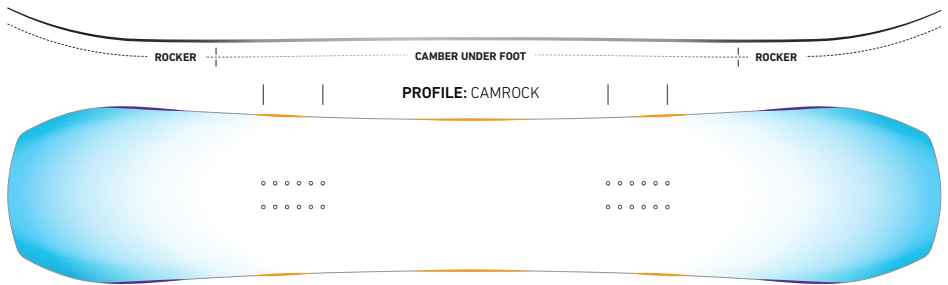 ROCKER
CAMBER UNDER FOOT
ROCKER
PROFILE: CAMROCK